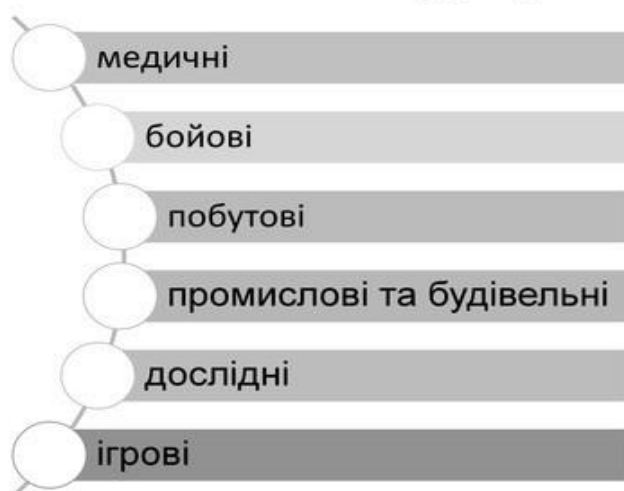 медичні
бойові
побутові
промислові та будівельні
дослідні
ігрові